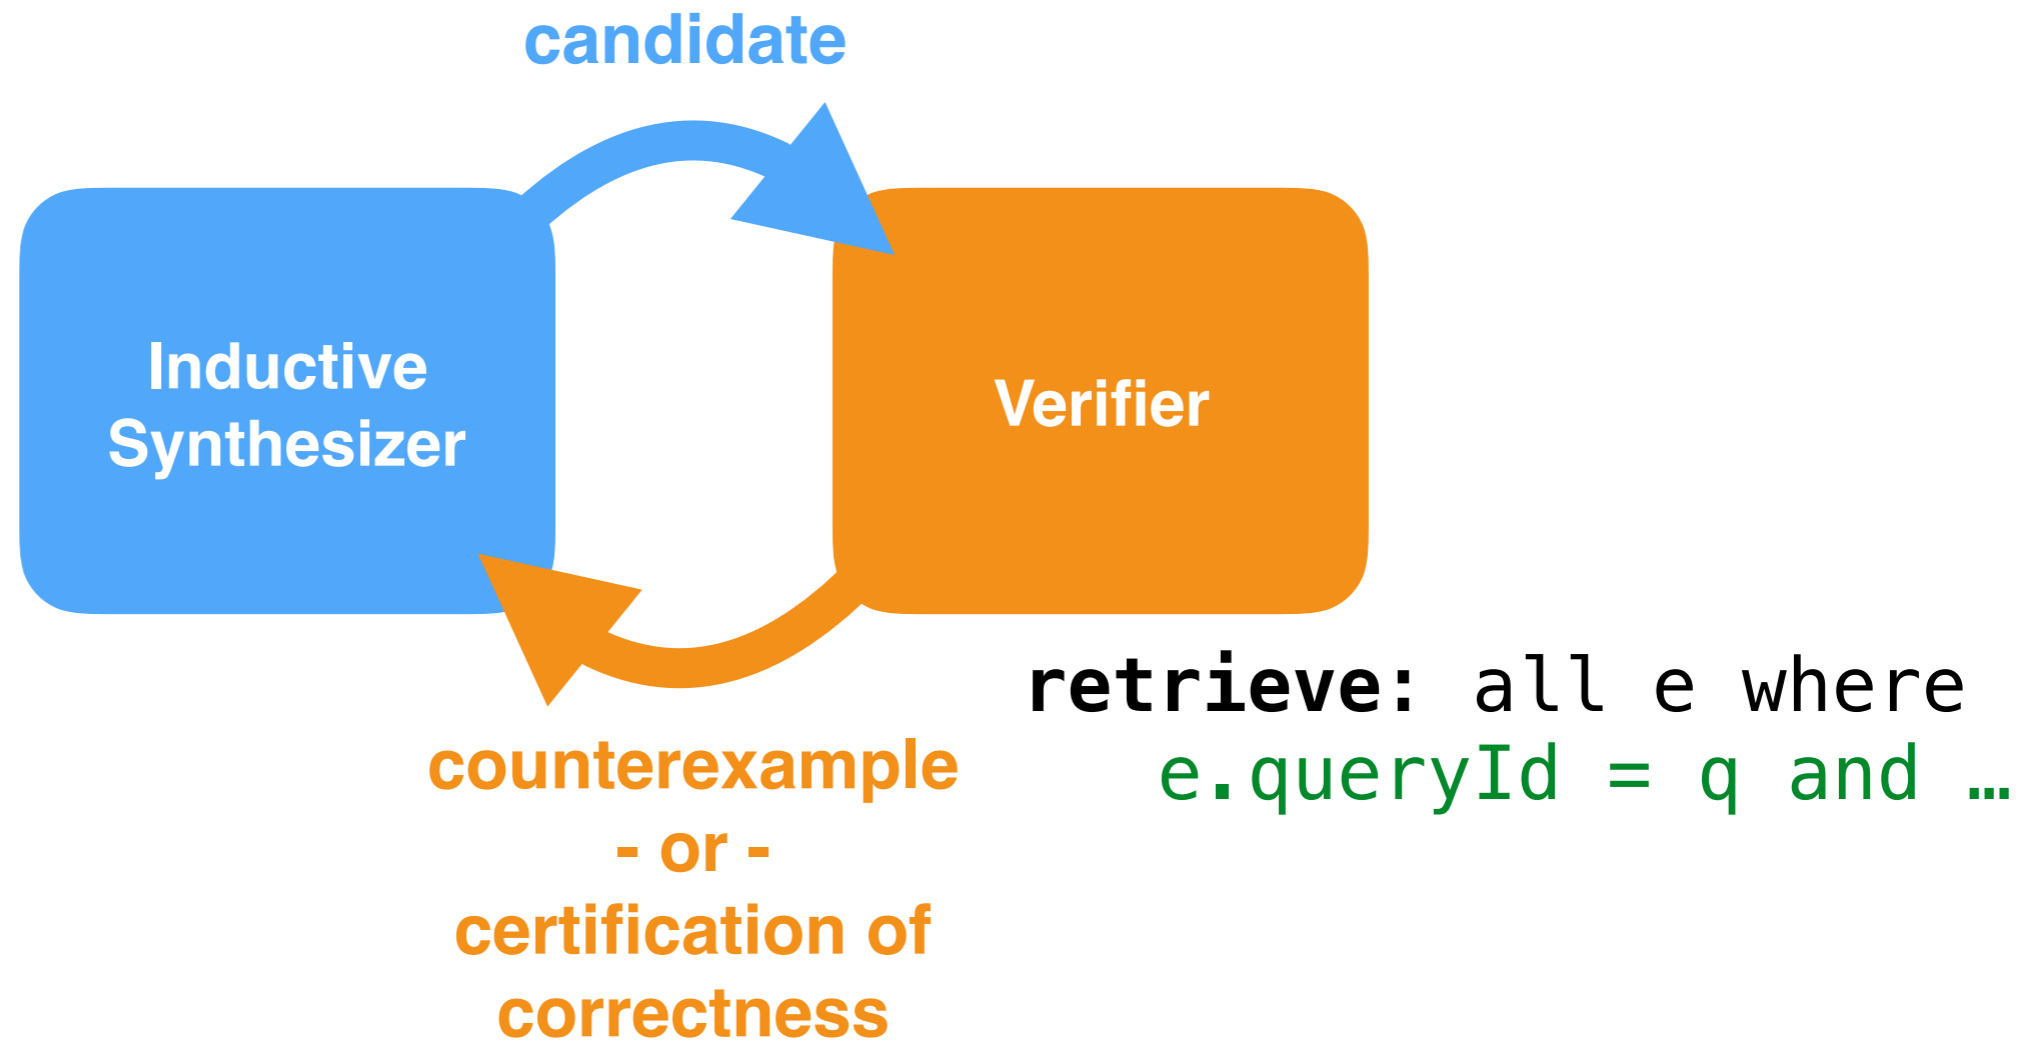 candidate
Inductive
Synthesizer
Verifier
counterexample
- or -
certification of
correctness
retrieve: all e where
e.queryId = q and …